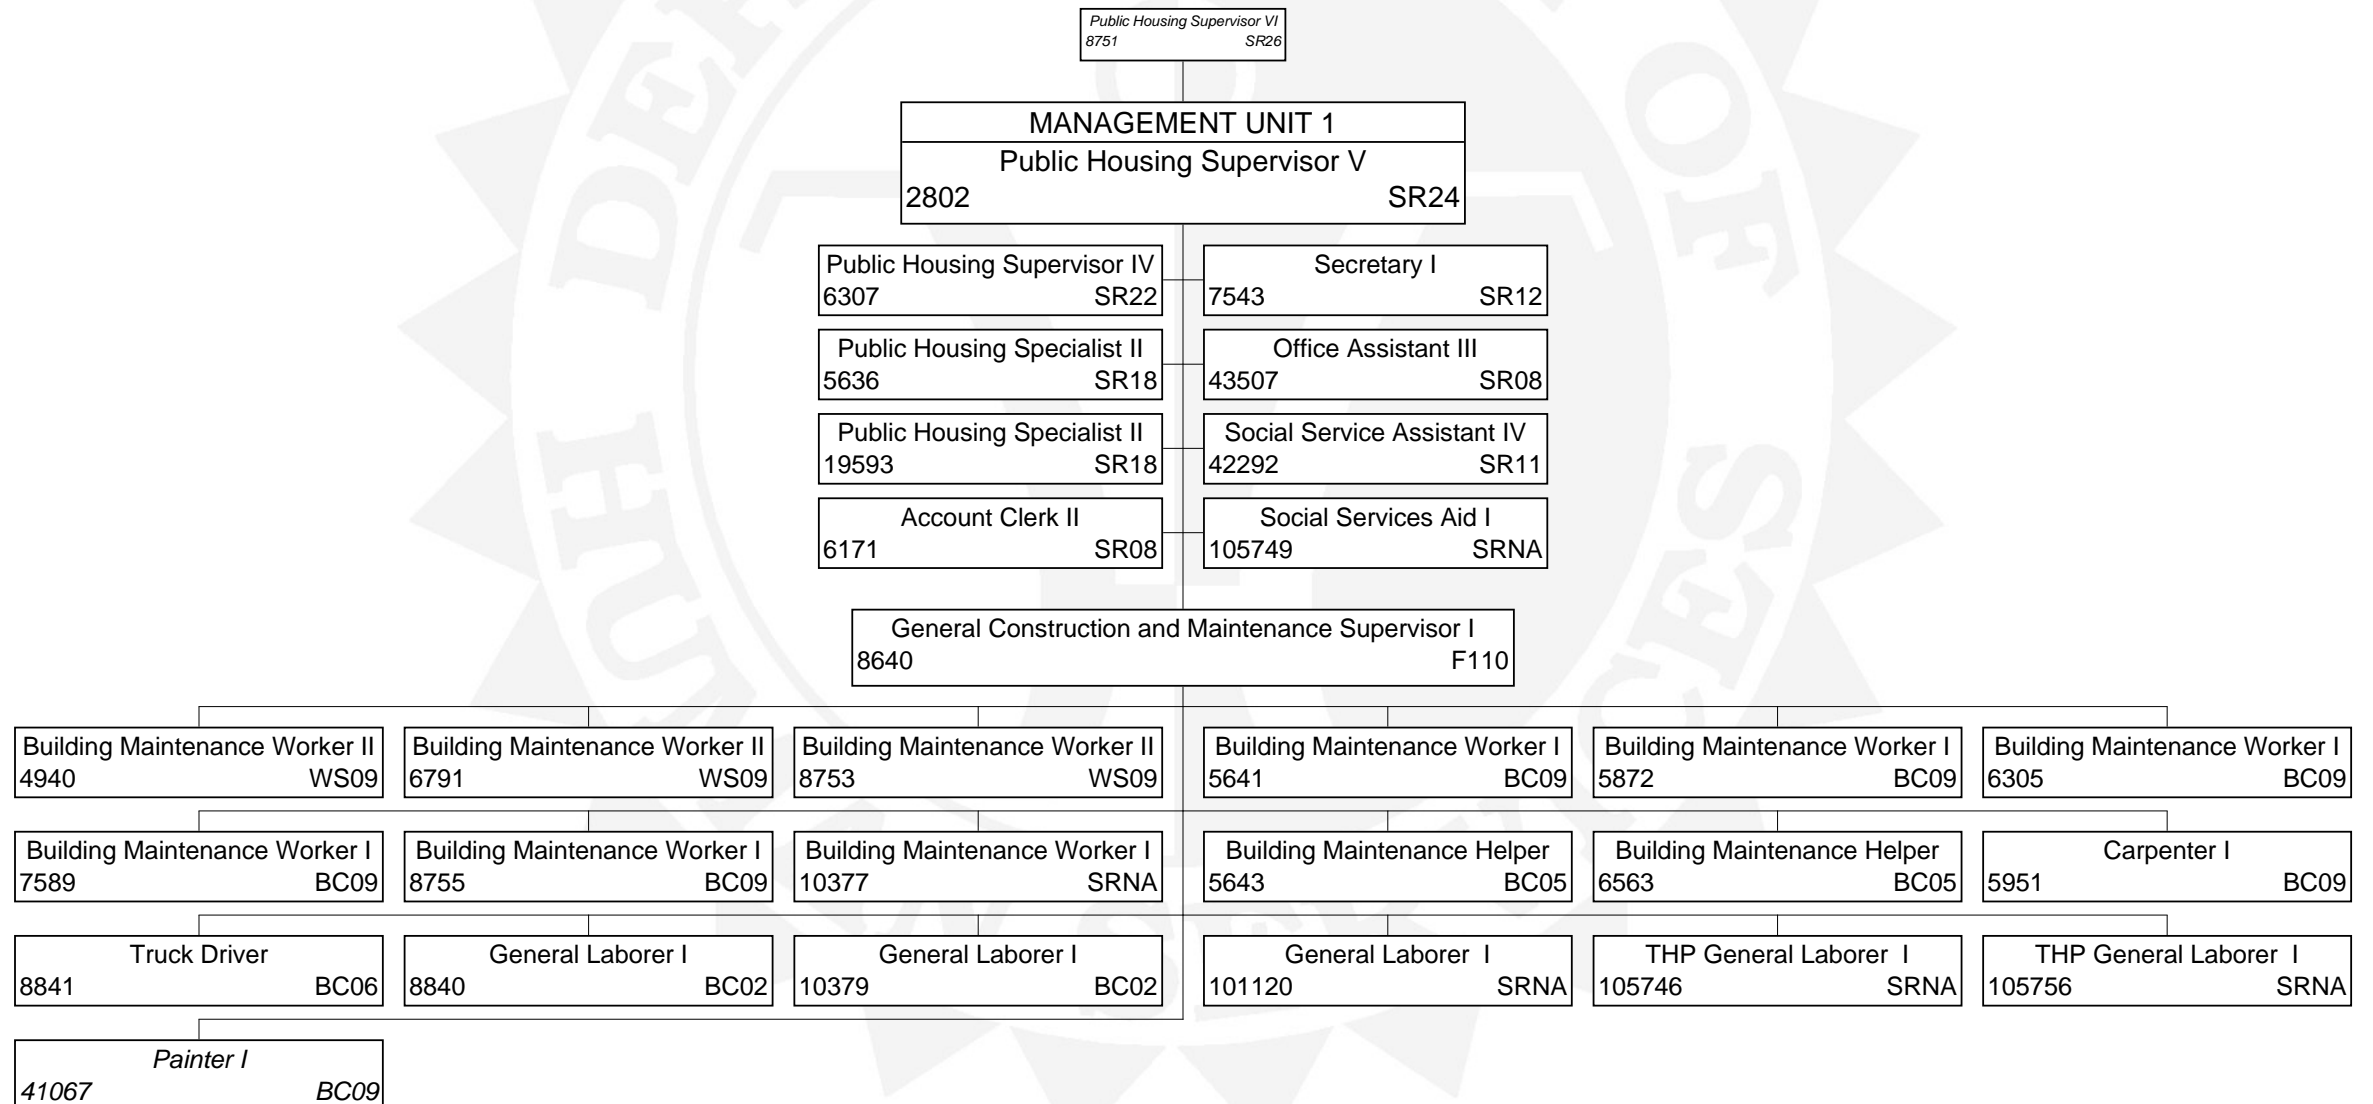 Public Housing Supervisor VI
8751 SR26
MANAGEMENT UNIT 1
Public Housing Supervisor V
2802 SR24
Public Housing Supervisor IV
6307 SR22
Secretary I
7543 SR12
Public Housing Specialist II
5636 SR18
Office Assistant III
43507 SR08
Public Housing Specialist II
19593 SR18
Social Service Assistant IV
42292 SR11
Account Clerk II
6171 SR08
Social Services Aid I
105749 SRNA
General Construction and Maintenance Supervisor I
8640 F110
Building Maintenance Worker II
4940 WS09
Building Maintenance Worker II
6791 WS09
Building Maintenance Worker II
8753 WS09
Building Maintenance Worker I
5641 BC09
Building Maintenance Worker I
5872 BC09
Building Maintenance Worker I
6305 BC09
Building Maintenance Worker I
7589 BC09
Building Maintenance Worker I
8755 BC09
Building Maintenance Worker I
10377 SRNA
Building Maintenance Helper
5643 BC05
Building Maintenance Helper
6563 BC05
Carpenter I
5951 BC09
Truck Driver
8841 BC06
General Laborer I
8840 BC02
General Laborer I
10379 BC02
General Laborer I
101120 SRNA
THP General Laborer I
105746 SRNA
THP General Laborer I
105756 SRNA
Painter I
41067 BC09